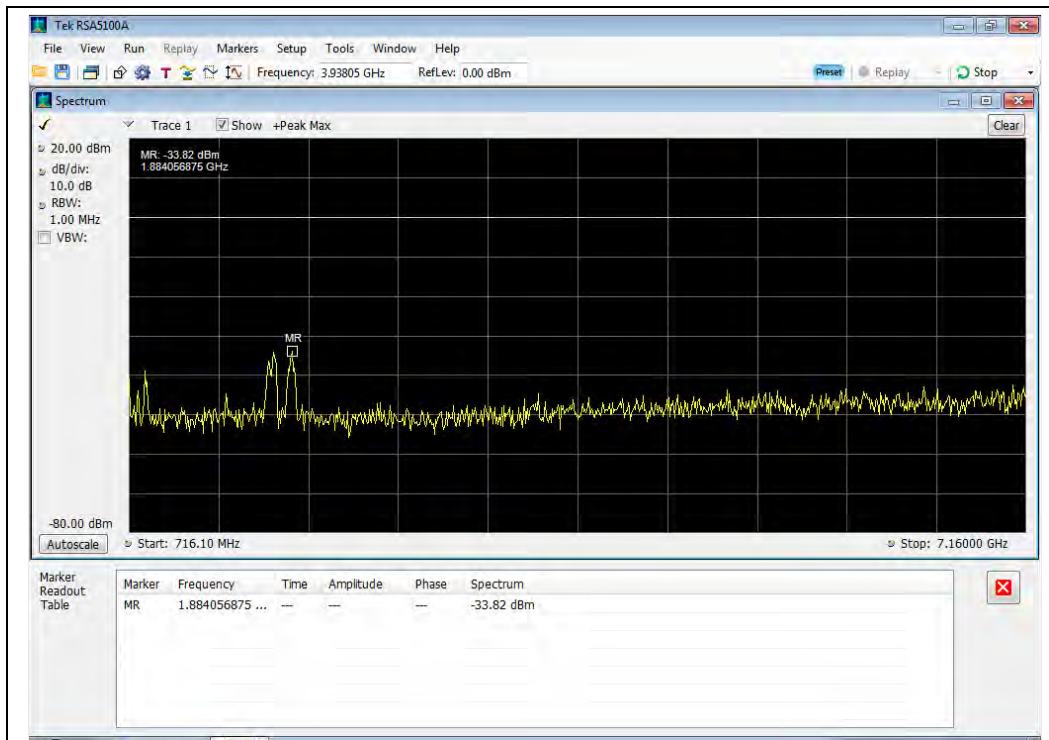 Tek RSA5100A
File View Run Replay Markers Setup Tools Window Help
T Frequency: 3.93805 GHz RefLev: 0.00 dBm Preset Replay Stop
Spectrum
Trace 1 Show +Peak Max Clear
20.00 dBm
MR: -33.82 dBm
1.884056875 GHz
dB/div:
10.0 dB
RBW:
1.00 MHz
VBW:
MR
-80.00 dBm
Autoscale Start: 716.10 MHz Stop: 7.16000 GHz
Marker
Readout
Table
Marker Frequency Time Amplitude Phase Spectrum
MR 1.884056875 ... --- --- --- -33.82 dBm